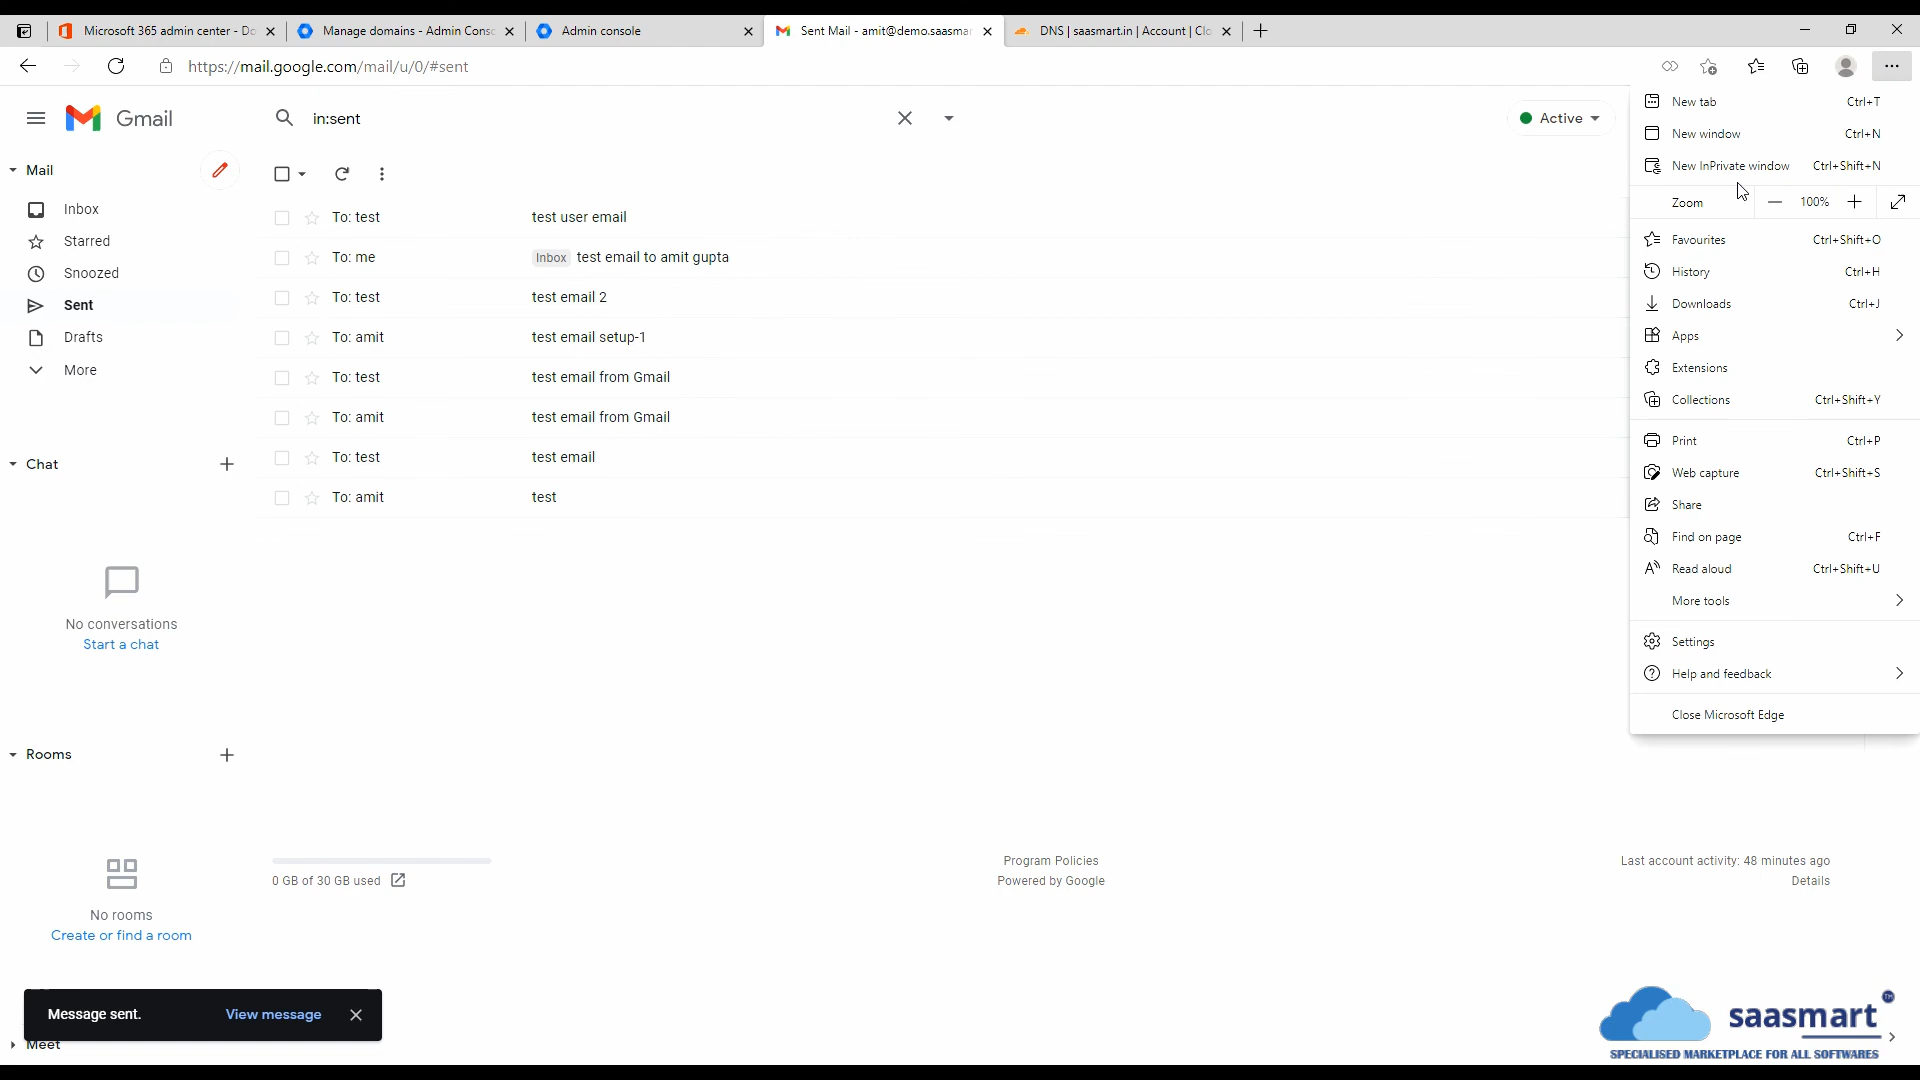 Microsoft 365 admin center - Do
Manage domains - Admin Conso
Admin console
Sent Mail - amit@demo.saasmar
DNS | saasmart.in | Account | Clo
https://mail.google.com/mail/u/0/#sent
Gmail
in:sent
Active
Mail
Inbox
Starred
Snoozed
Sent
Drafts
More
To: test test user email
To: me Inbox test email to amit gupta
To: test test email 2
To: amit test email setup-1
To: test test email from Gmail
To: amit test email from Gmail
To: test test email
To: amit test
Chat
No conversations
Start a chat
Rooms
No rooms
Create or find a room
Meet
Message sent. View message
0 GB of 30 GB used
Program Policies
Powered by Google
Last account activity: 48 minutes ago
Details
New tab Ctrl+T
New window Ctrl+N
New InPrivate window Ctrl+Shift+N
Zoom 100%
Favourites Ctrl+Shift+O
History Ctrl+H
Downloads Ctrl+J
Apps
Extensions
Collections Ctrl+Shift+Y
Print Ctrl+P
Web capture Ctrl+Shift+S
Share
Find on page Ctrl+F
Read aloud Ctrl+Shift+U
More tools
Settings
Help and feedback
Close Microsoft Edge
saasmart TM
SPECIALISED MARKETPLACE FOR ALL SOFTWARES